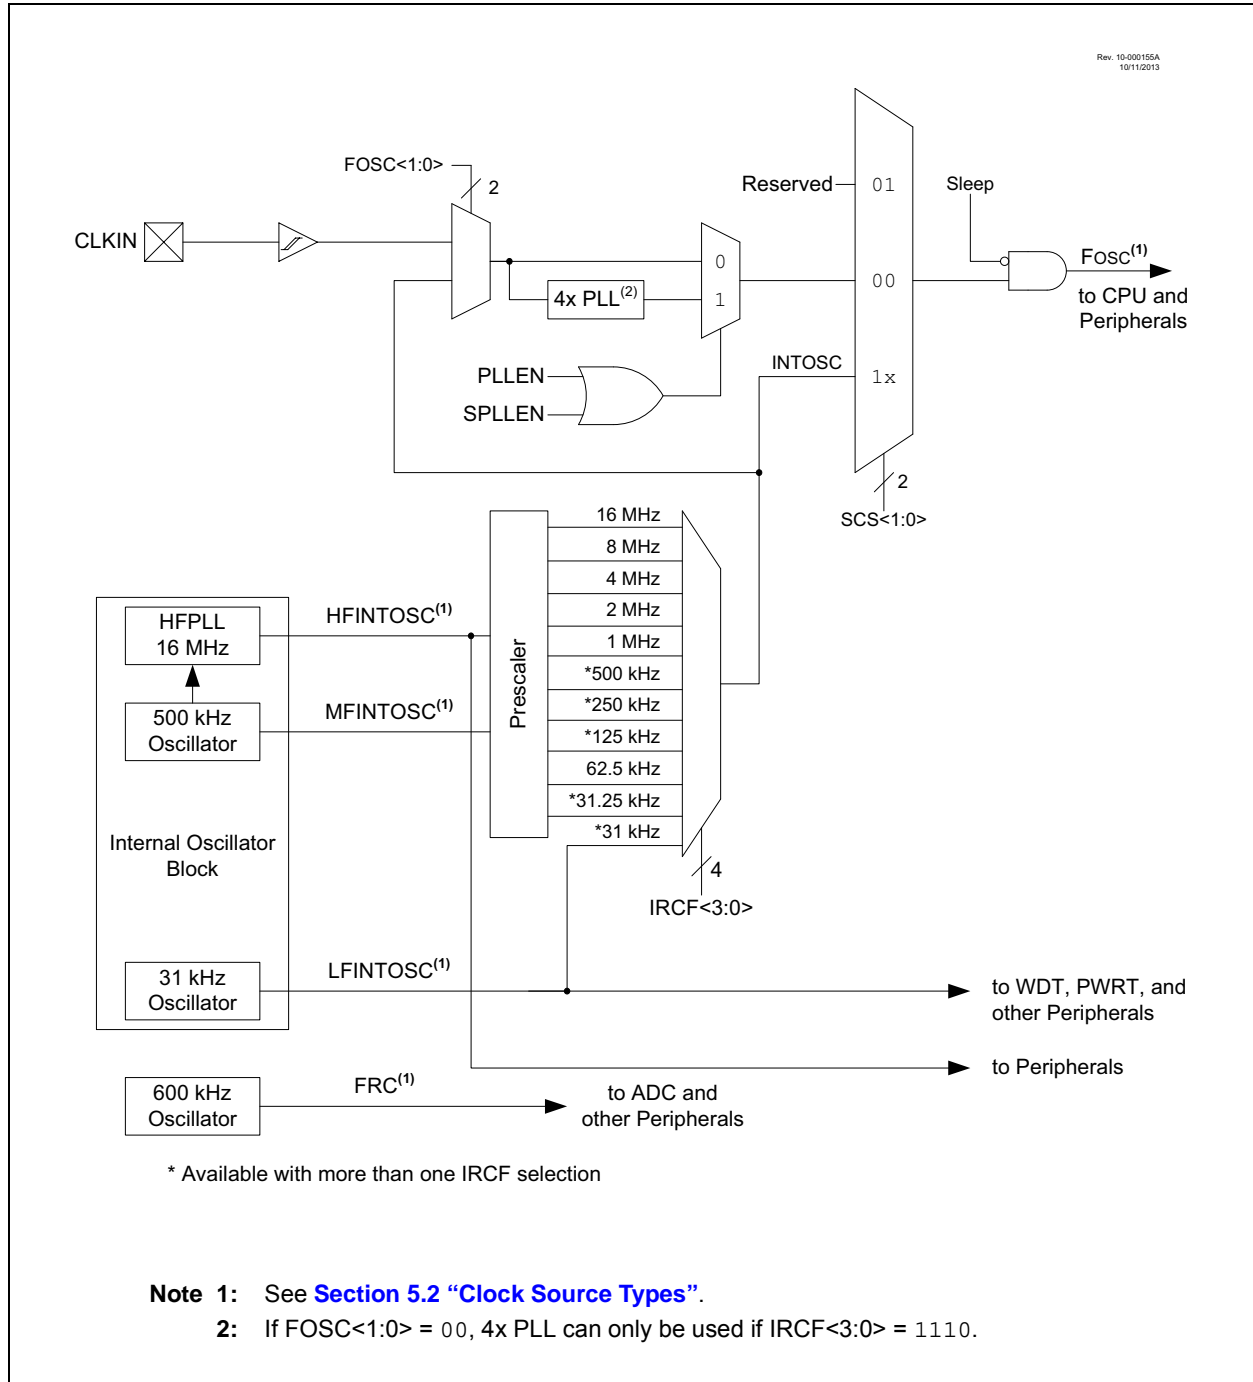 Rev. 10-000155A
10/11/2013
FOSC<1:0>
2
Reserved
01
Sleep
CLKIN
0
FOSC(1)
4x PLL(2)
1
00
to CPU and
Peripherals
PLLEN
INTOSC
1x
SPLLEN
2
SCS<1:0>
16 MHz
8 MHz
4 MHz
2 MHz
1 MHz
*500 kHz
*250 kHz
*125 kHz
62.5 kHz
*31.25 kHz
*31 kHz
Prescaler
4
IRCF<3:0>
HFPLL
16 MHz
HFINTOSC(1)
500 kHz
Oscillator
MFINTOSC(1)
Internal Oscillator
Block
31 kHz
Oscillator
LFINTOSC(1)
to WDT, PWRT, and
other Peripherals
to Peripherals
600 kHz
Oscillator
FRC(1)
to ADC and
other Peripherals
* Available with more than one IRCF selection
Note 1: See Section 5.2 “Clock Source Types”.
2: If FOSC<1:0> = 00, 4x PLL can only be used if IRCF<3:0> = 1110.